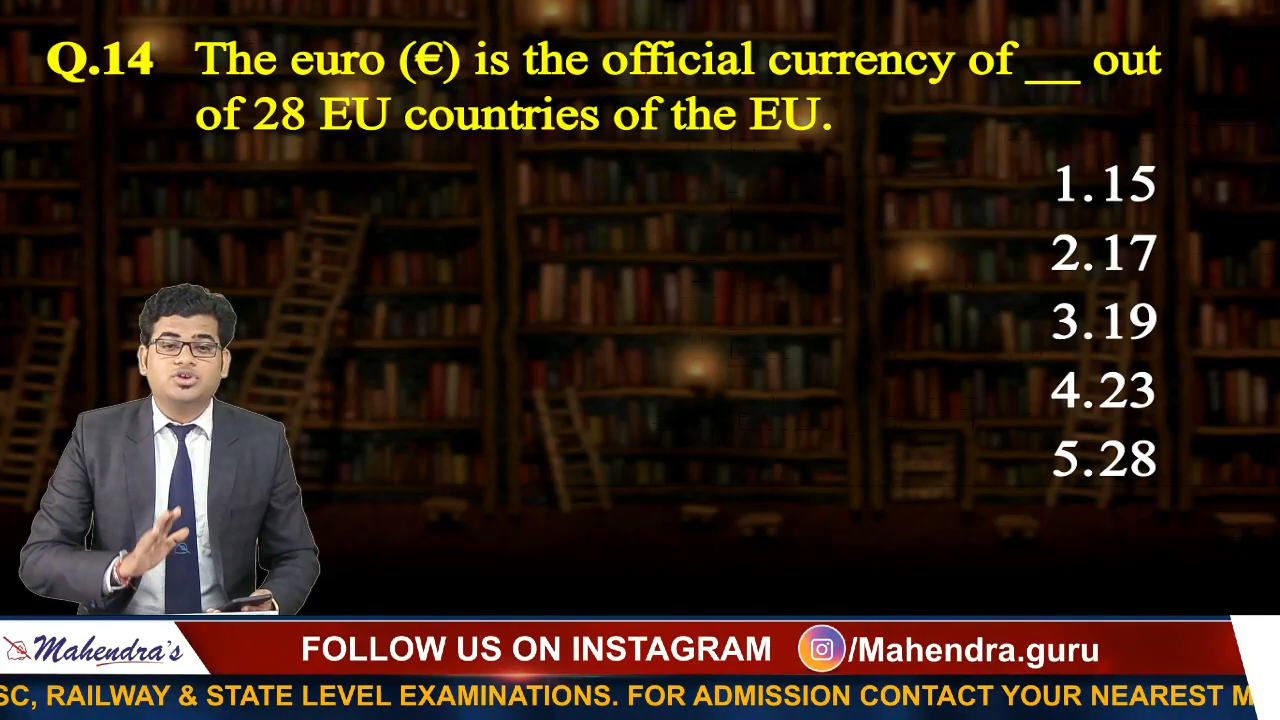 Q.14 The euro (€) is the official currency of __ out
of 28 EU countries of the EU.
1.15
2.17
3.19
4.23
5.28
Mahendra's
FOLLOW US ON INSTAGRAM /Mahendra.guru
SC, RAILWAY & STATE LEVEL EXAMINATIONS. FOR ADMISSION CONTACT YOUR NEAREST M